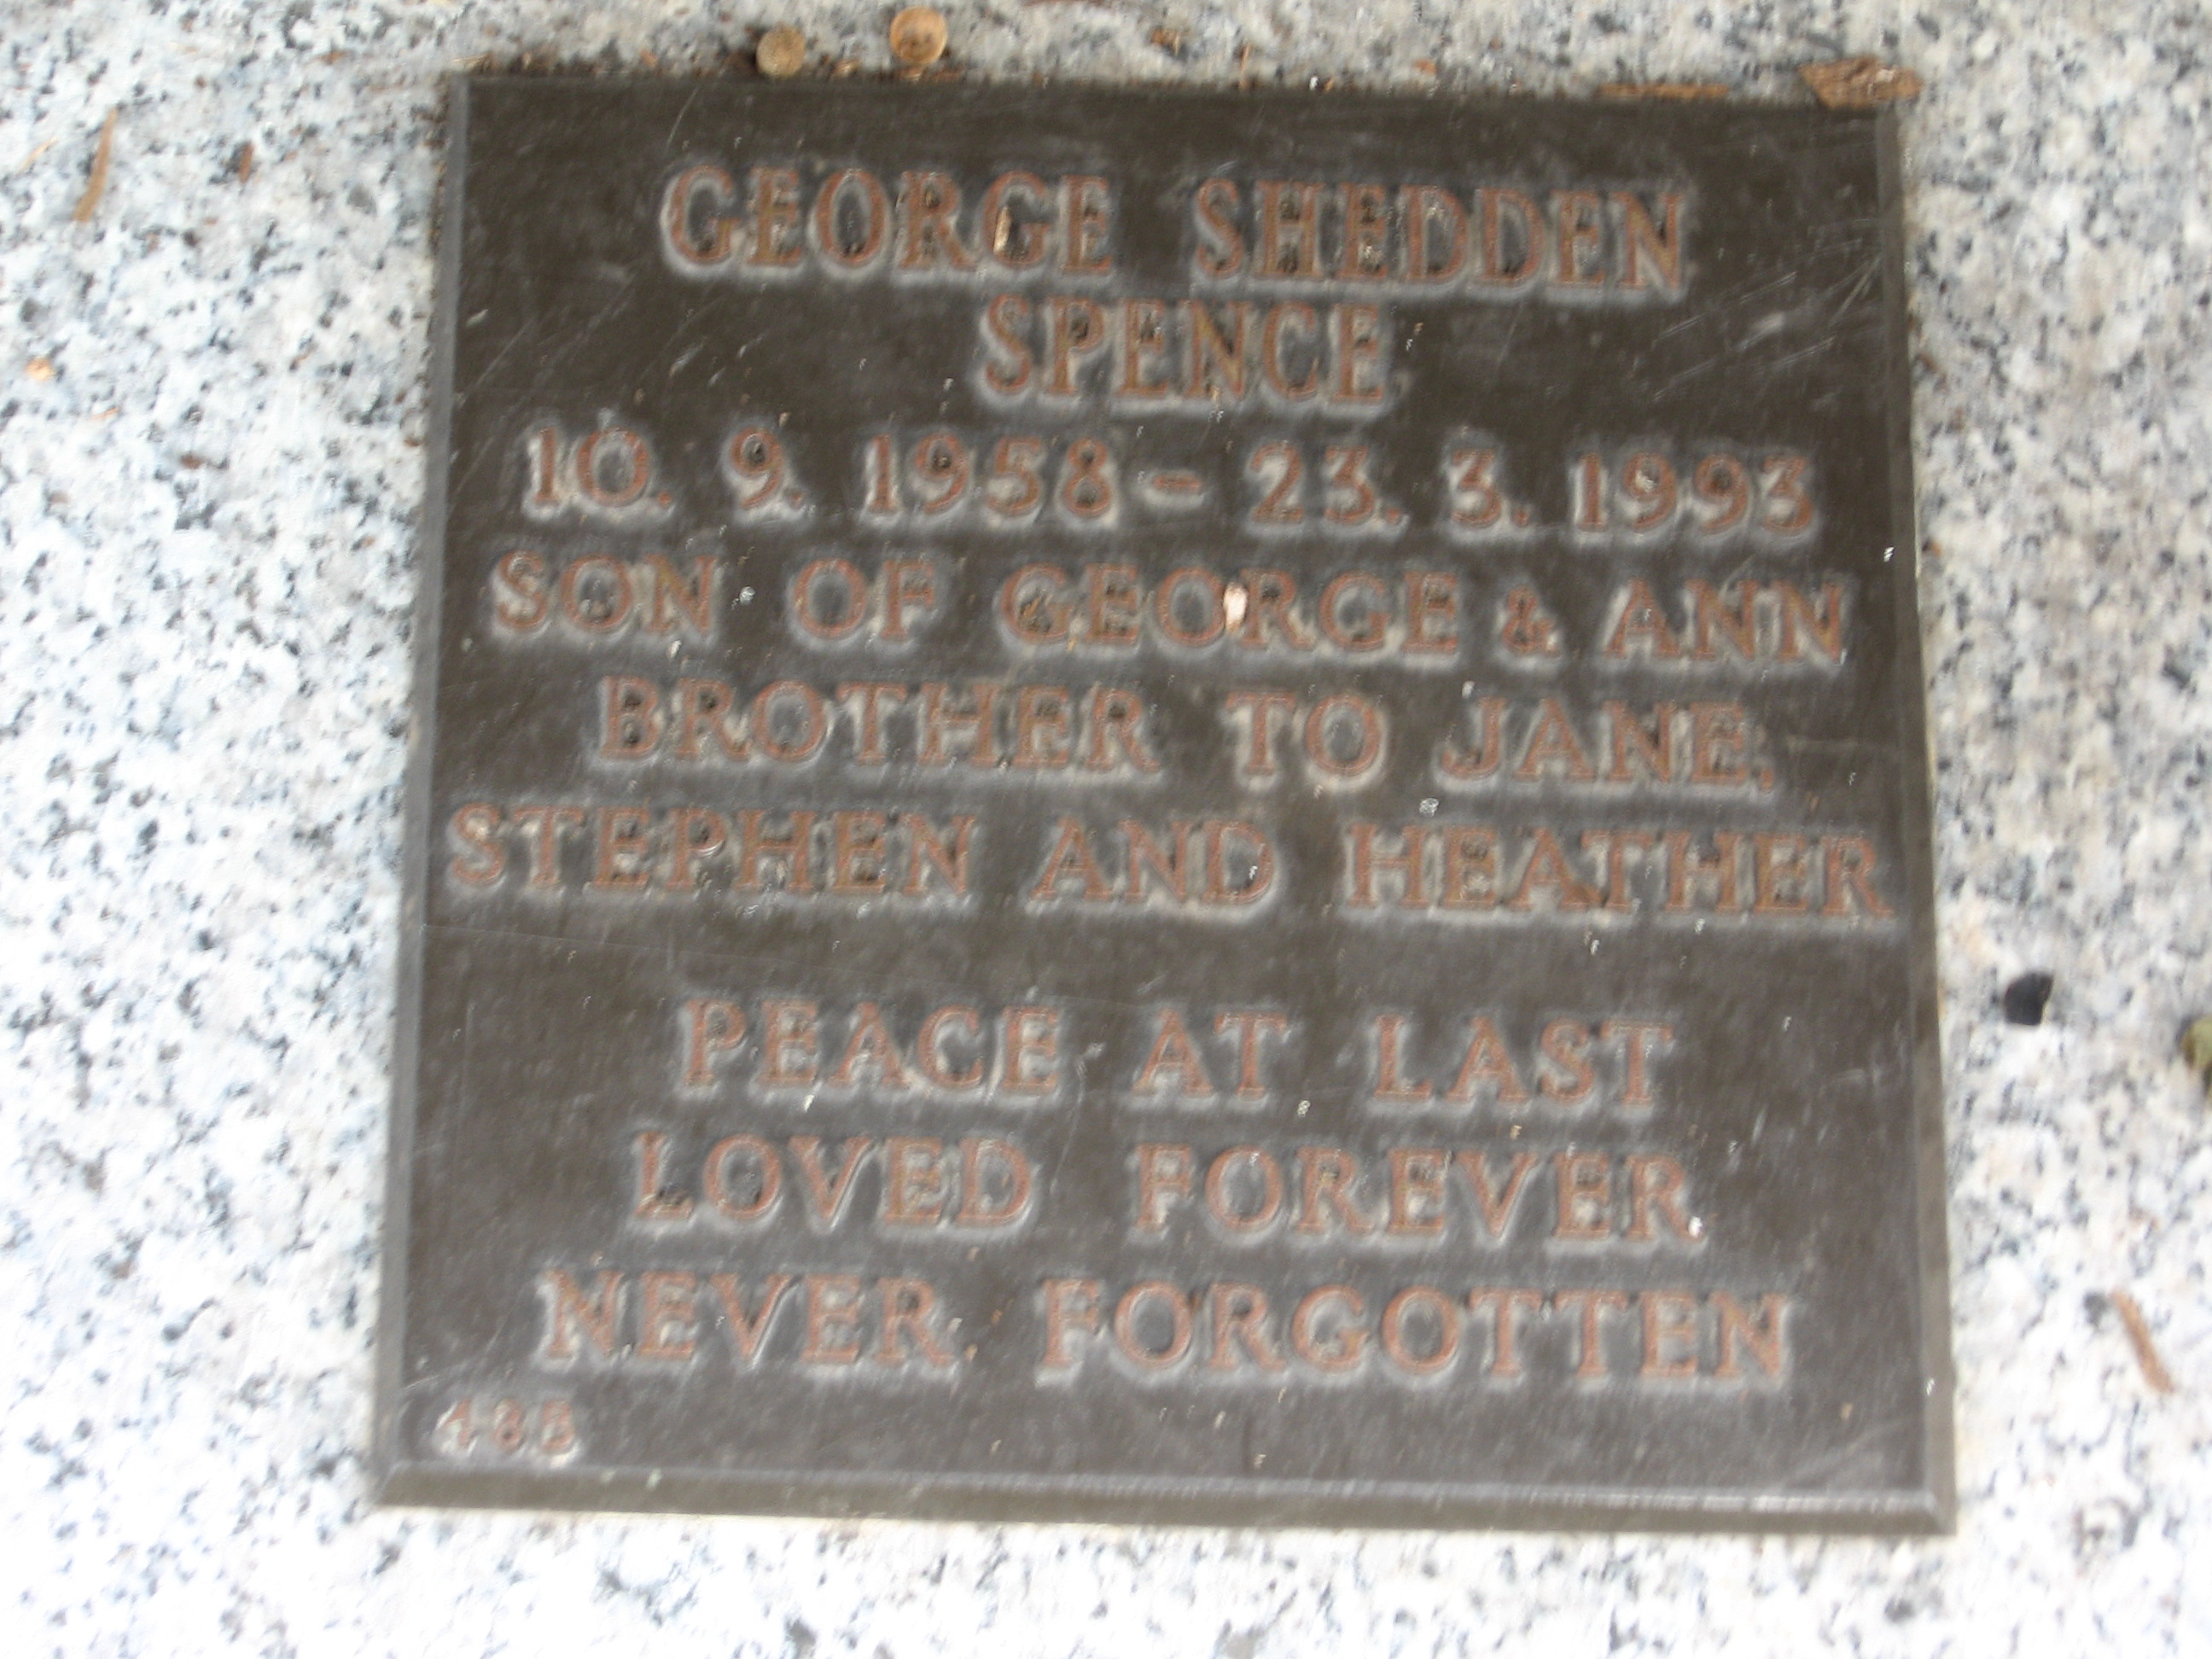 GEORGE SHEDDEN
SPENCE
10. 9. 1958 - 23. 3. 1993
SON OF GEORGE & ANN
BROTHER TO JANE,
STEPHEN AND HEATHER
PEACE AT LAST
LOVED FOREVER
NEVER FORGOTTEN